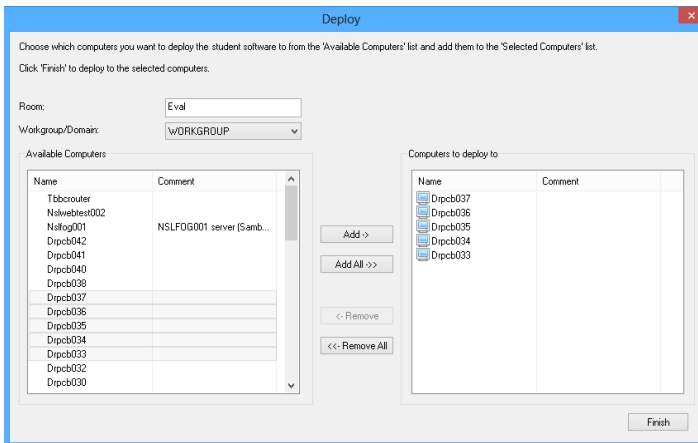 Deploy
Choose which computers you want to deploy the student software to from the 'Available Computers' list and add them to the 'Selected Computers' list.
Click 'Finish' to deploy to the selected computers.
Room:
Eval
Workgroup/Domain:
WORKGROUP
Available Computers
Name Comment
Tbbcrouter
Nslwebtest002
Nslfog001 NSLFOG001 server (Samb...
Drpcb042
Drpcb041
Drpcb040
Drpcb038
Drpcb037
Drpcb036
Drpcb035
Drpcb034
Drpcb033
Drpcb032
Drpcb030
Add ->
Add All ->>
<- Remove
<<- Remove All
Computers to deploy to
Name Comment
Drpcb037
Drpcb036
Drpcb035
Drpcb034
Drpcb033
Finish